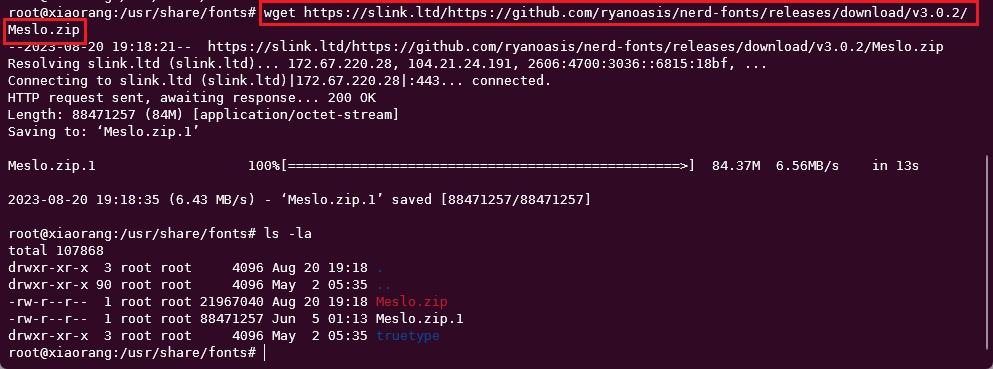 root@xiaorang:/usr/share/fonts# wget https://slink.ltd/https://github.com/ryanoasis/nerd-fonts/releases/download/v3.0.2/
Meslo.zip
--2023-08-20 19:18:21--  https://slink.ltd/https://github.com/ryanoasis/nerd-fonts/releases/download/v3.0.2/Meslo.zip
Resolving slink.ltd (slink.ltd)... 172.67.220.28, 104.21.24.191, 2606:4700:3036::6815:18bf, ...
Connecting to slink.ltd (slink.ltd)|172.67.220.28|:443... connected.
HTTP request sent, awaiting response... 200 OK
Length: 88471257 (84M) [application/octet-stream]
Saving to: ‘Meslo.zip.1’
Meslo.zip.1                   100%[=================================================>]  84.37M  6.56MB/s    in 13s
2023-08-20 19:18:35 (6.43 MB/s) - ‘Meslo.zip.1’ saved [88471257/88471257]
root@xiaorang:/usr/share/fonts# ls -la
total 107868
drwxr-xr-x  3 root root     4096 Aug 20 19:18 .
drwxr-xr-x 90 root root     4096 May  2 05:35 ..
-rw-r--r--  1 root root 21967040 Aug 20 19:18 Meslo.zip
-rw-r--r--  1 root root 88471257 Jun  5 01:13 Meslo.zip.1
drwxr-xr-x  3 root root     4096 May  2 05:35 truetype
root@xiaorang:/usr/share/fonts#